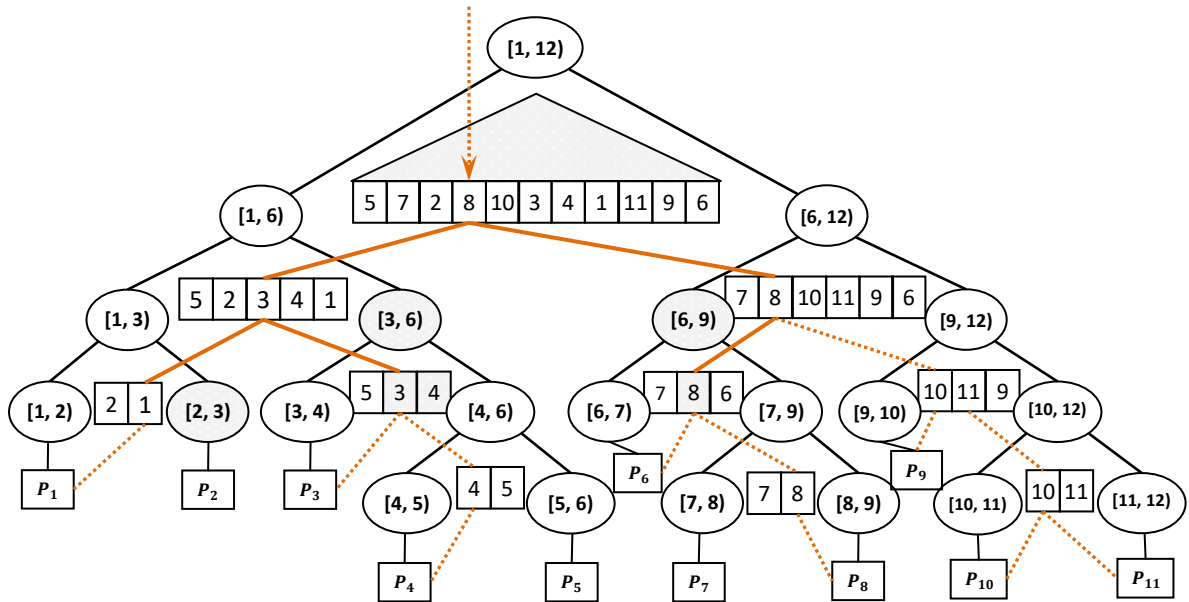 [1, 12)
5 7 2 8 10 3 4 1 11 9 6
[1, 6) [6, 12)
5 2 3 4 1 7 8 10 11 9 6
[1, 3) [3, 6) [6, 9) [9, 12)
2 1 5 3 4 7 8 6 10 11 9
[1, 2) [2, 3) [3, 4) [4, 6) [6, 7) [7, 9) [9, 10) [10, 12)
P1 P2 P3 P6 P9
4 5 7 8 10 11
[4, 5) [5, 6) [7, 8) [8, 9) [10, 11) [11, 12)
P4 P5 P7 P8 P10 P11